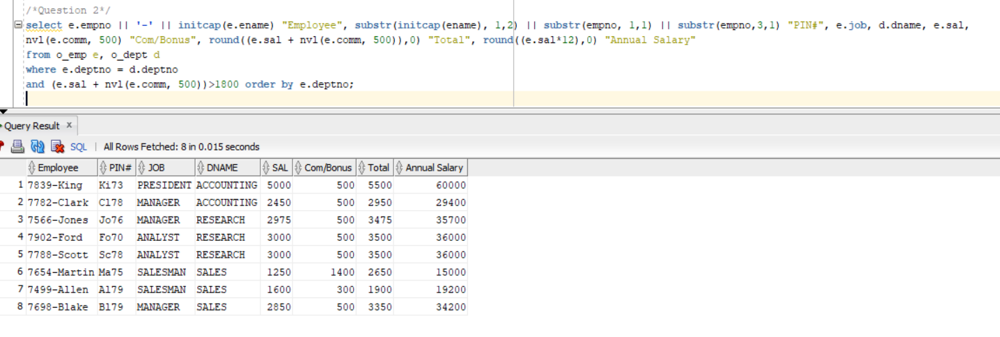 /*Question 2*/
select e.empno || '-' || initcap(e.ename) "Employee", substr(initcap(ename), 1,2) || substr(empno, 1,1) || substr(empno,3,1) "PIN#", e.job, d.dname, e.sal,
nvl(e.comm, 500) "Com/Bonus", round((e.sal + nvl(e.comm, 500)),0) "Total", round((e.sal*12),0) "Annual Salary"
from o_emp e, o_dept d
where e.deptno = d.deptno
and (e.sal + nvl(e.comm, 500))>1800 order by e.deptno;
Query Result x
SQL | All Rows Fetched: 8 in 0.015 seconds
Employee PIN# JOB DNAME SAL Com/Bonus Total Annual Salary
1 7839-King Ki73 PRESIDENT ACCOUNTING 5000 500 5500 60000
2 7782-Clark Cl78 MANAGER ACCOUNTING 2450 500 2950 29400
3 7566-Jones Jo76 MANAGER RESEARCH 2975 500 3475 35700
4 7902-Ford Fo70 ANALYST RESEARCH 3000 500 3500 36000
5 7788-Scott Sc78 ANALYST RESEARCH 3000 500 3500 36000
6 7654-Martin Ma75 SALESMAN SALES 1250 1400 2650 15000
7 7499-Allen Al79 SALESMAN SALES 1600 300 1900 19200
8 7698-Blake Bl79 MANAGER SALES 2850 500 3350 34200